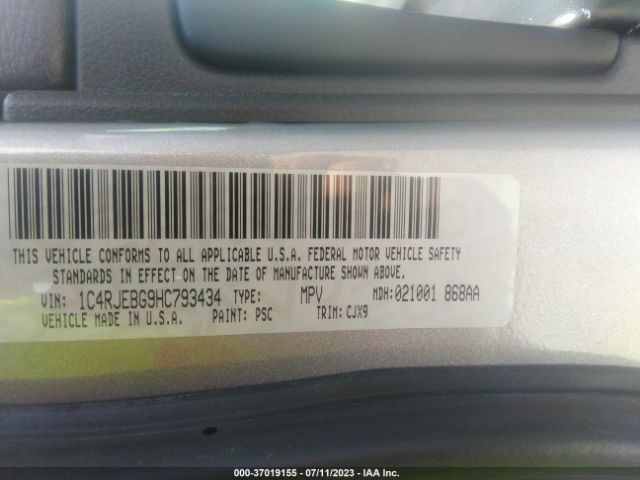 THIS VEHICLE CONFORMS TO ALL APPLICABLE U.S.A. FEDERAL MOTOR VEHICLE SAFETY
STANDARDS IN EFFECT ON THE DATE OF MANUFACTURE SHOWN ABOVE.
VIN: 1C4RJEBG9HC793434 TYPE: MPV MDH:021001 868AA
VEHICLE MADE IN U.S.A. PAINT: PSC TRIM: CJX9
000-37019155 - 07/11/2023 - IAA Inc.